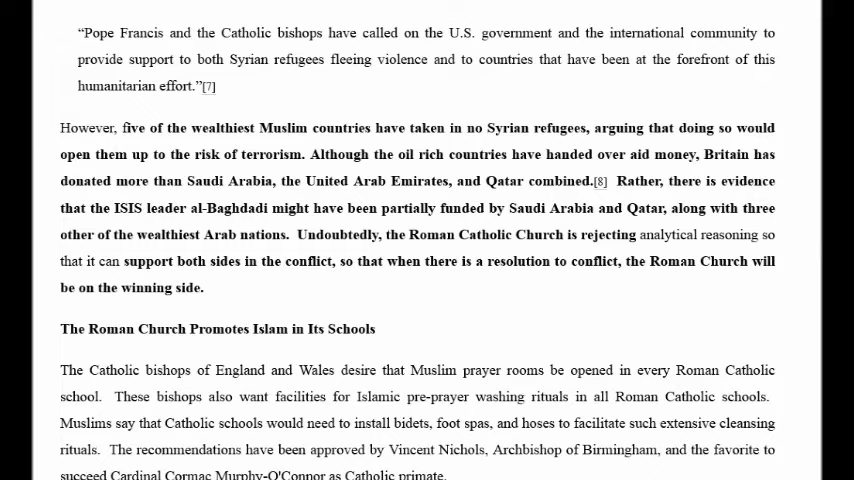 “Pope Francis and the Catholic bishops have called on the U.S. government and the international community to
provide support to both Syrian refugees fleeing violence and to countries that have been at the forefront of this
humanitarian effort.”[7]
However, five of the wealthiest Muslim countries have taken in no Syrian refugees, arguing that doing so would
open them up to the risk of terrorism. Although the oil rich countries have handed over aid money, Britain has
donated more than Saudi Arabia, the United Arab Emirates, and Qatar combined.[8] Rather, there is evidence
that the ISIS leader al-Baghdadi might have been partially funded by Saudi Arabia and Qatar, along with three
other of the wealthiest Arab nations. Undoubtedly, the Roman Catholic Church is rejecting analytical reasoning so
that it can support both sides in the conflict, so that when there is a resolution to conflict, the Roman Church will
be on the winning side.
The Roman Church Promotes Islam in Its Schools
The Catholic bishops of England and Wales desire that Muslim prayer rooms be opened in every Roman Catholic
school. These bishops also want facilities for Islamic pre-prayer washing rituals in all Roman Catholic schools.
Muslims say that Catholic schools would need to install bidets, foot spas, and hoses to facilitate such extensive cleansing
rituals. The recommendations have been approved by Vincent Nichols, Archbishop of Birmingham, and the favorite to
succeed Cardinal Cormac Murphy-O'Connor as Catholic primate.